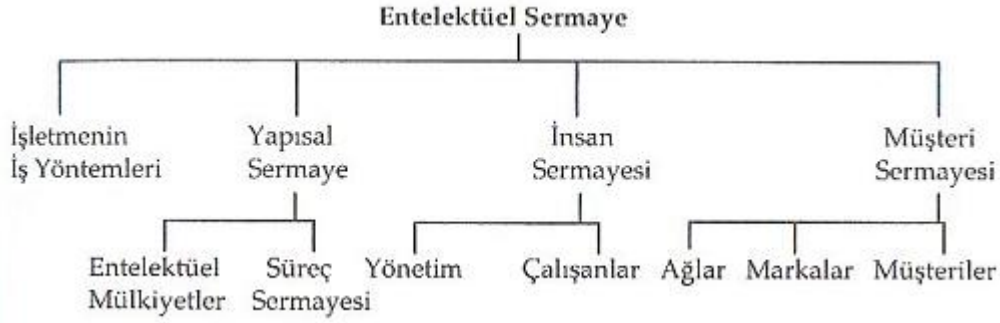 Entelektüel Sermaye
İşletmenin
İş Yöntemleri
Yapısal
Sermaye
İnsan
Sermayesi
Müşteri
Sermayesi
Entelektüel
Mülkiyetler
Süreç
Sermayesi
Yönetim
Çalışanlar
Ağlar
Markalar
Müşteriler